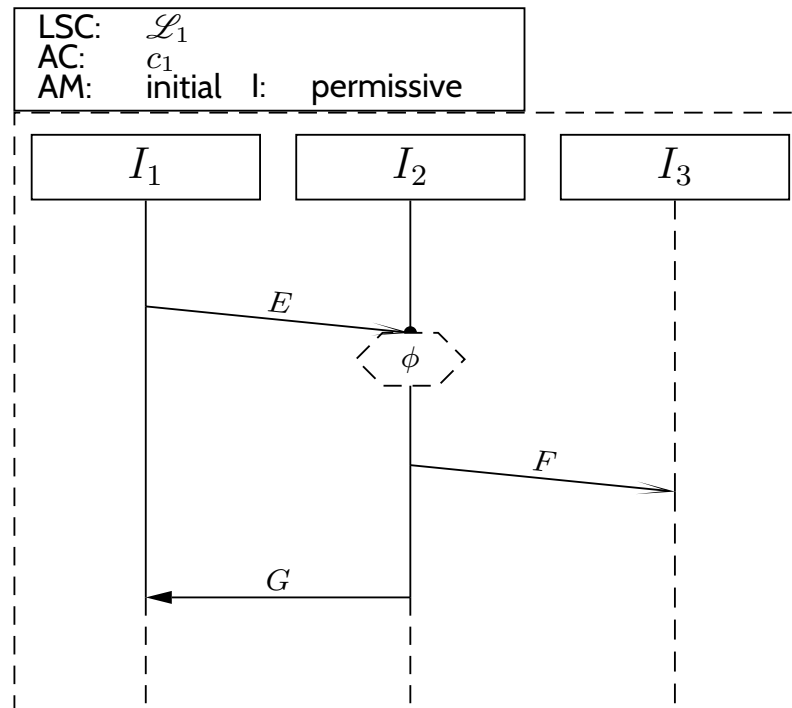 LSC: ℒ₁
AC: c₁
AM: initial I: permissive
I₁ I₂ I₃
E
ϕ
F
G